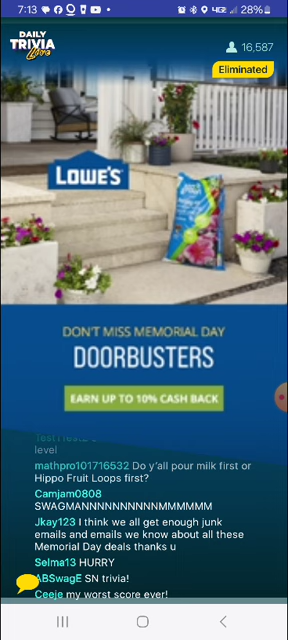 7:13
4G 28%
DAILY
TRIVIA
Live
16,587
Eliminated
LOWE'S
DON'T MISS MEMORIAL DAY
DOORBUSTERS
EARN UP TO 10% CASH BACK
level
mathpro101716532 Do y'all pour milk first or
Hippo Fruit Loops first?
Camjam0808
SWAGMANNNNNNNNNNMMMMMM
Jkay123 I think we all get enough junk
emails and emails we know about all these
Memorial Day deals thanks u
Selma13 HURRY
ABSwagE SN trivia!
Ceeje my worst score ever!